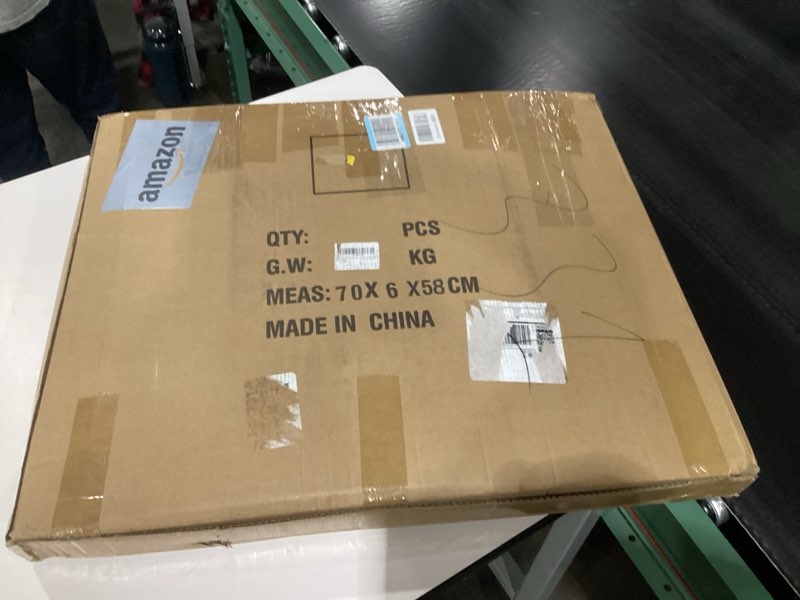 amazon
QTY: PCS
G.W: KG
MEAS: 70X 6 X58CM
MADE IN CHINA